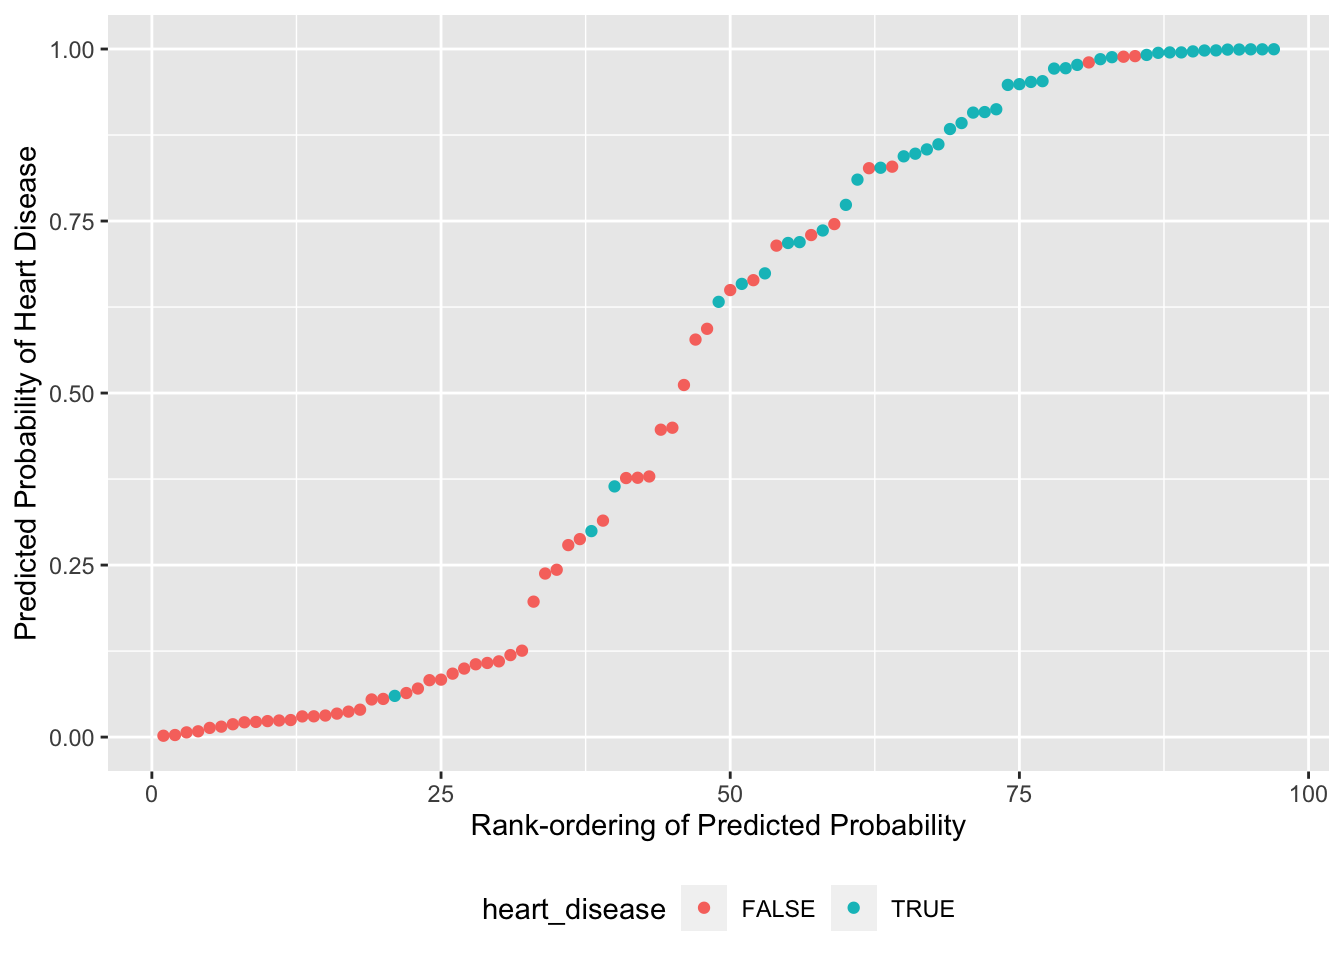 Predicted Probability of Heart Disease
1.00
0.75
0.50
0.25
0.00
0 25 50 75 100
Rank-ordering of Predicted Probability
heart_disease FALSE TRUE